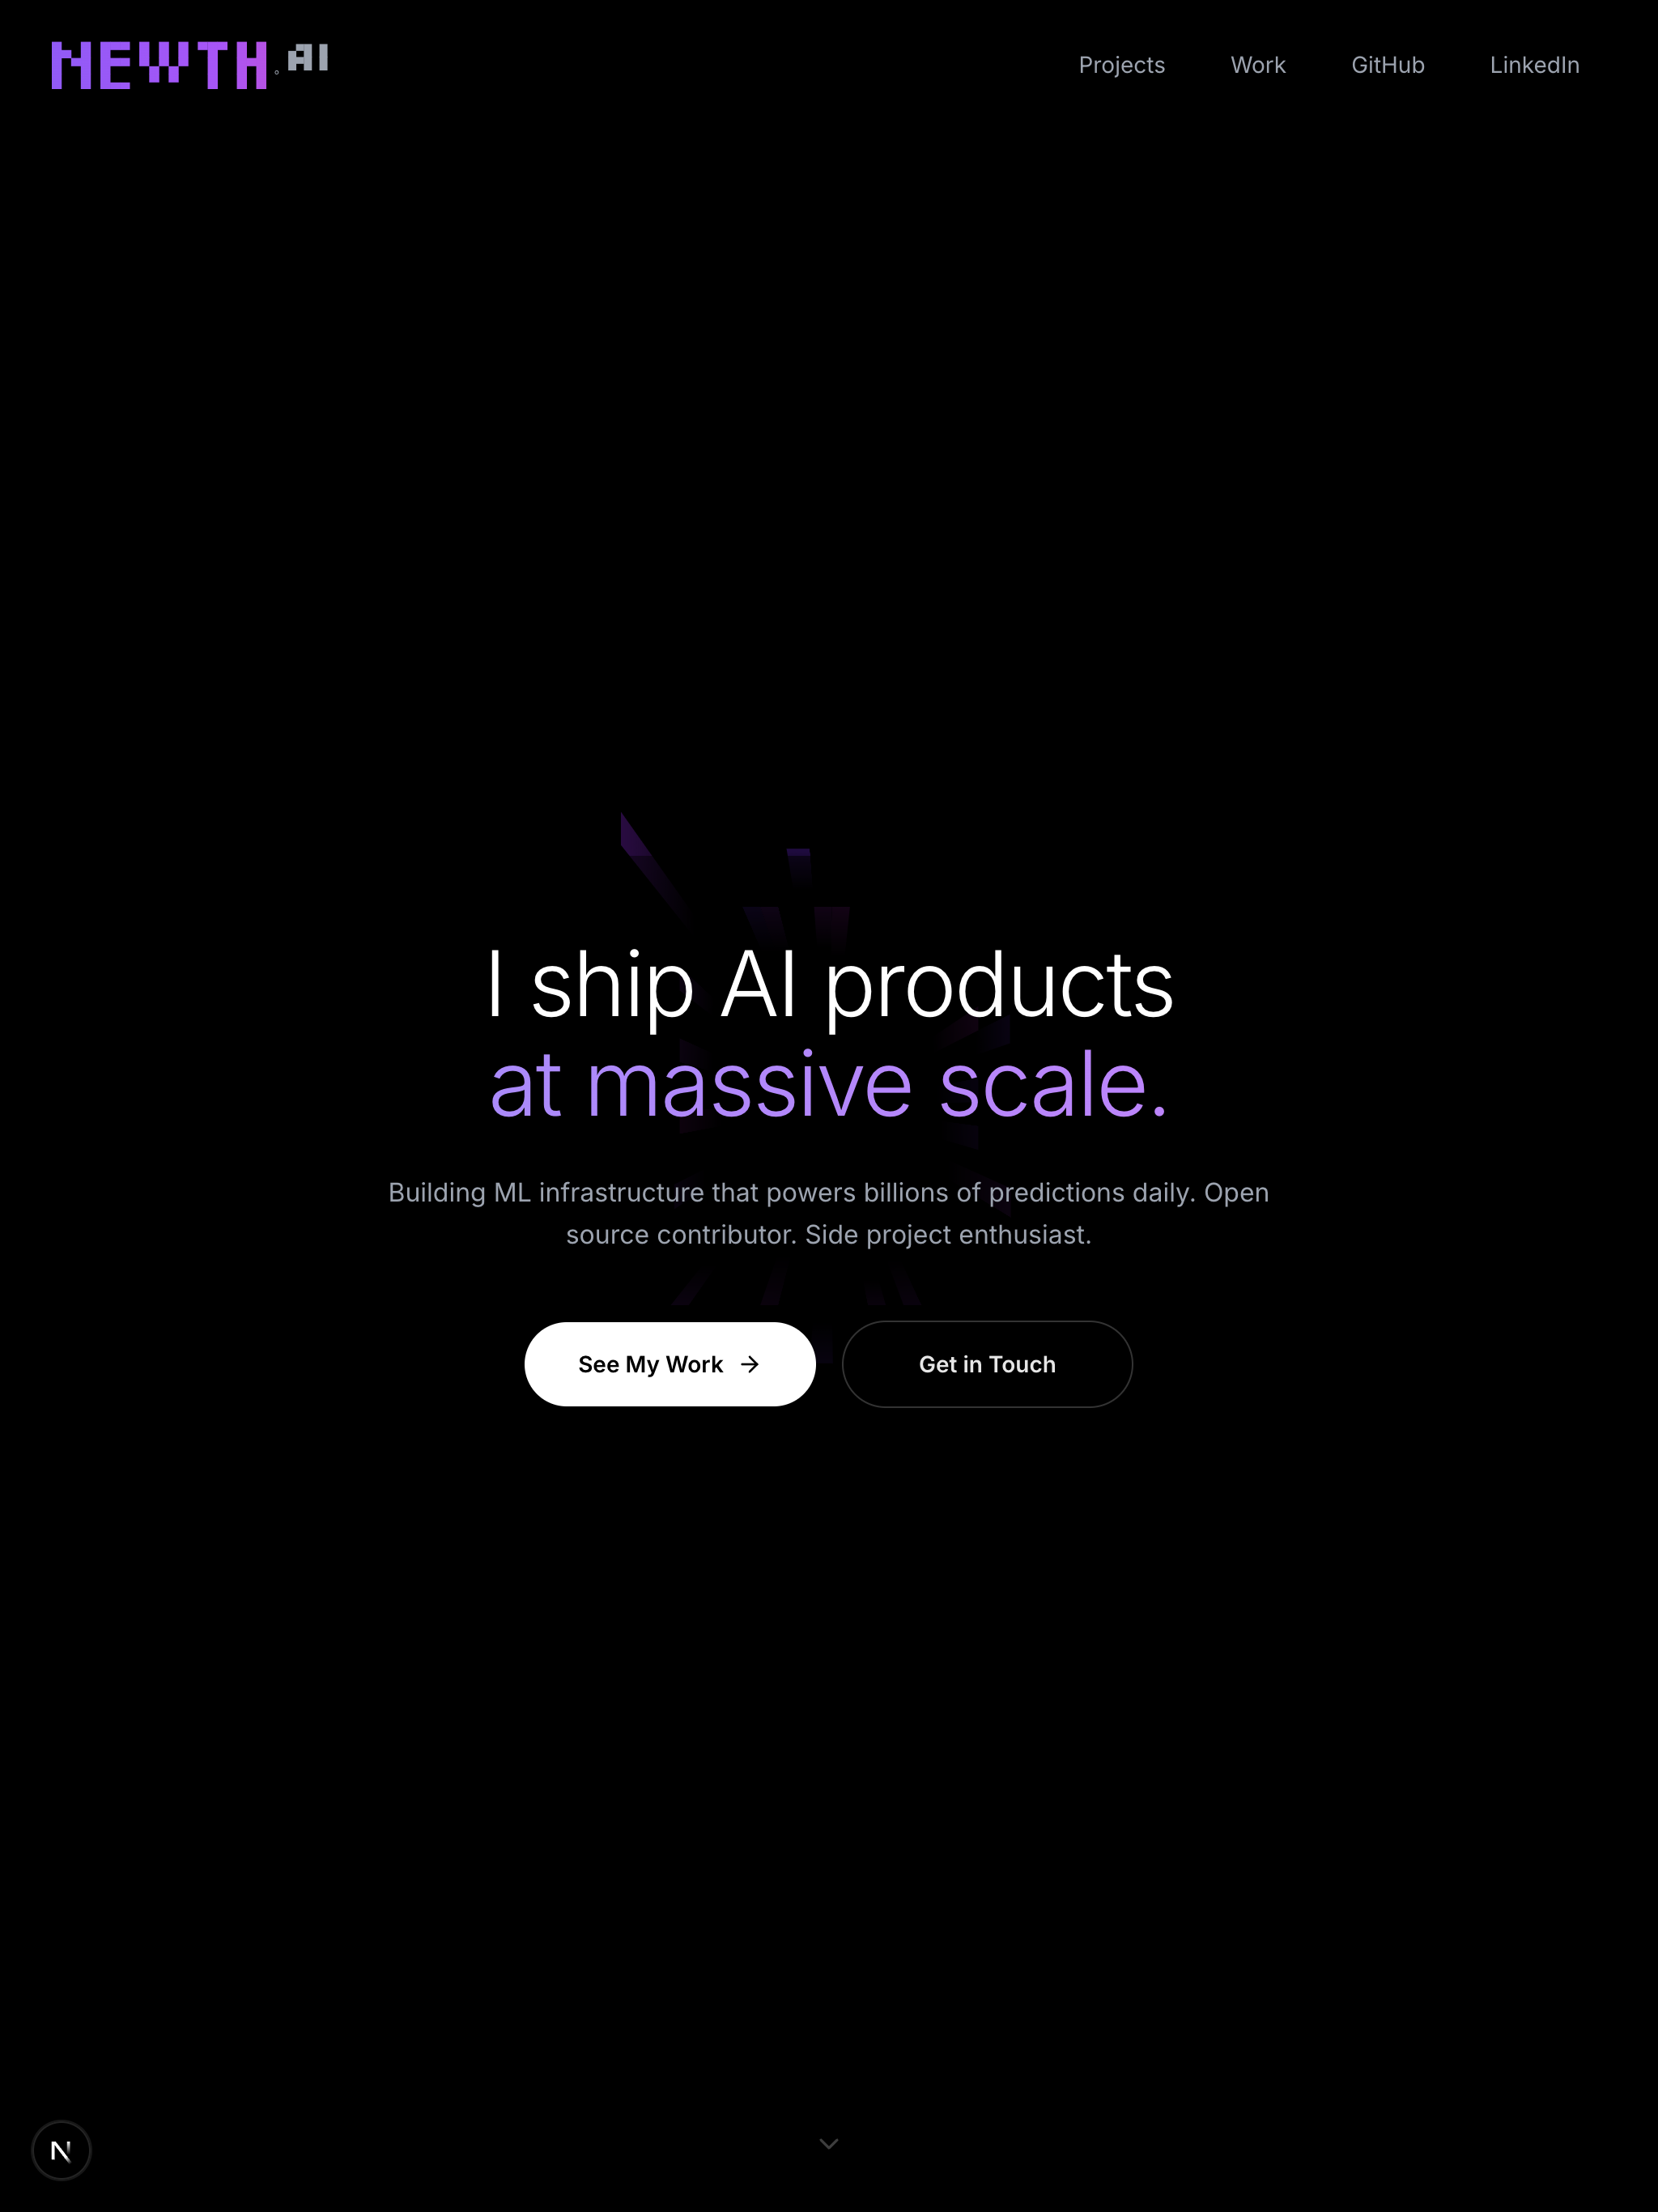 NEWTH.AI
Projects
Work
GitHub
LinkedIn
I ship AI products
at massive scale.
Building ML infrastructure that powers billions of predictions daily. Open
source contributor. Side project enthusiast.
See My Work →
Get in Touch
N